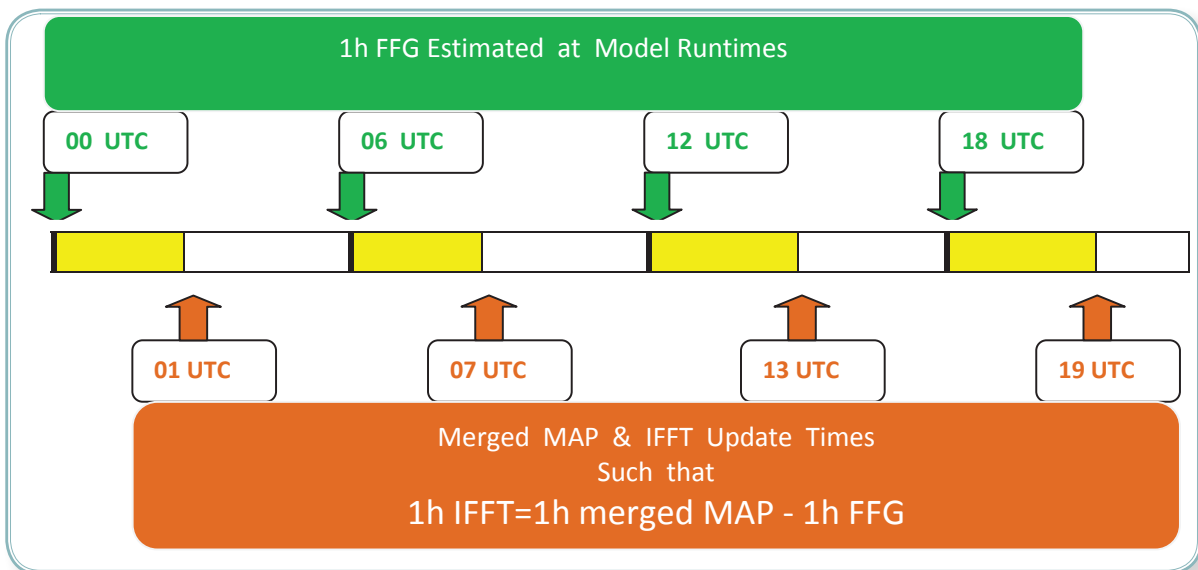 1h FFG Estimated at Model Runtimes
00 UTC
06 UTC
12 UTC
18 UTC
01 UTC
07 UTC
13 UTC
19 UTC
Merged MAP & IFFT Update Times
Such that
1h IFFT=1h merged MAP - 1h FFG